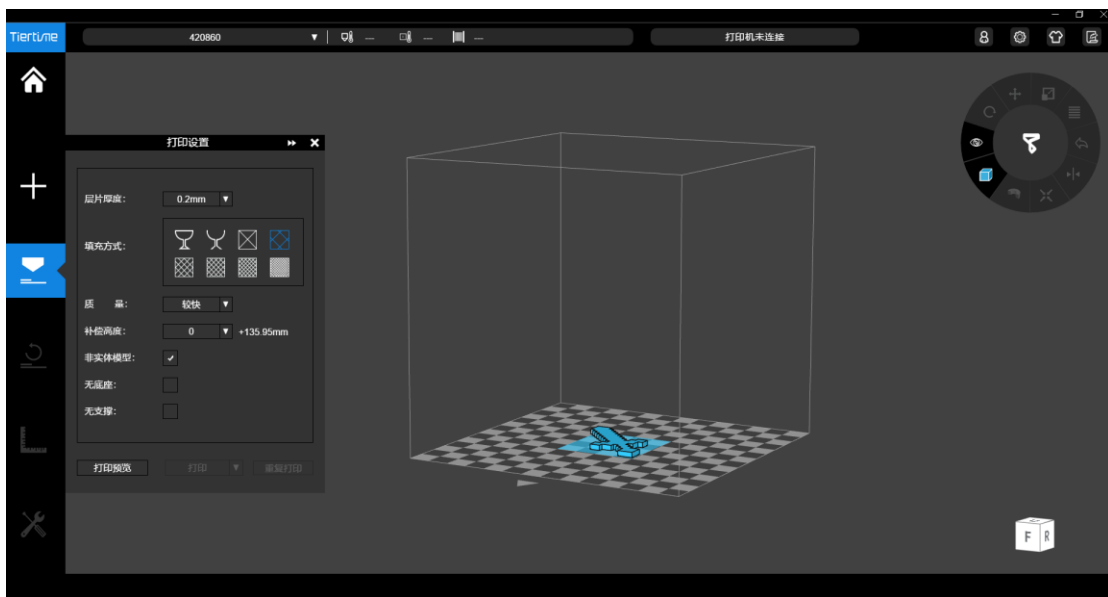 Tiertime 420860 ▼ --- --- --- 打印机未连接
打印设置
层片厚度: 0.2mm ▼
填充方式:
质 量: 较快 ▼
补偿高度: 0 ▼ +135.95mm
非实体模型:
无底座:
无支撑:
打印预览 打印 ▼ 重复打印
F R